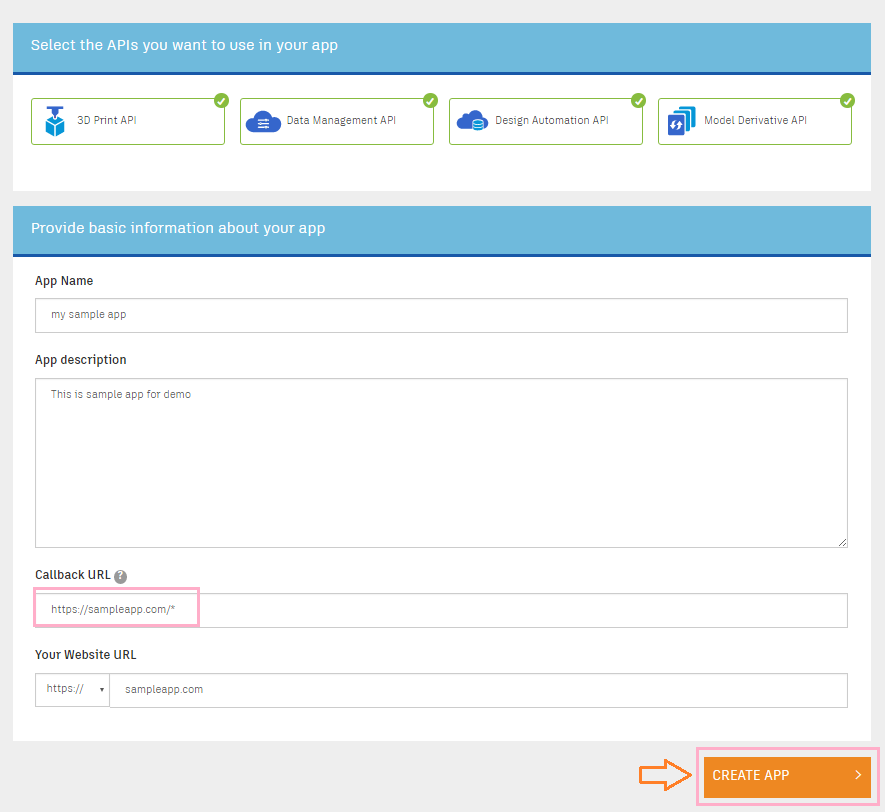 Select the APIs you want to use in your app
3D Print API
Data Management API
Design Automation API
Model Derivative API
Provide basic information about your app
App Name
my sample app
App description
This is sample app for demo
Callback URL ?
https://sampleapp.com/*
Your Website URL
https:// sampleapp.com
CREATE APP